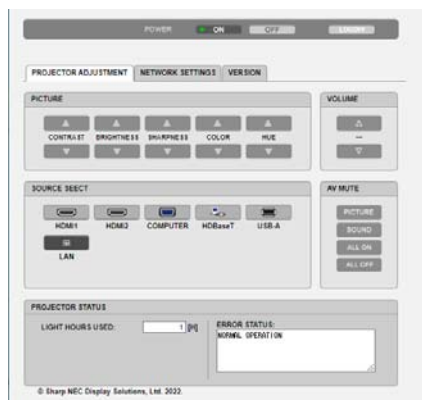 POWER ON OFF LOGOFF
PROJECTOR ADJUSTMENT NETWORK SETTINGS VERSION
PICTURE
VOLUME
CONTRAST BRIGHTNESS SHARPNESS COLOR HUE --
SOURCE SEECT
AV MUTE
HDMI1 HDMI2 COMPUTER HDBaseT USB-A
LAN
PICTURE
SOUND
ALL ON
ALL OFF
PROJECTOR STATUS
LIGHT HOURS USED: 1 [H]
ERROR STATUS:
NORMAL OPERATION
© Sharp NEC Display Solutions, Ltd. 2022.